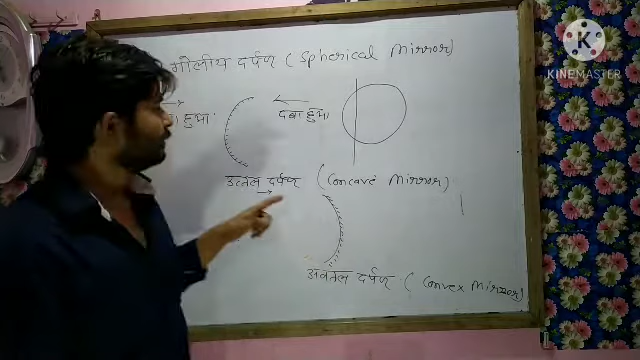 गोलीय दर्पण (Spherical Mirror)
हुआ
दबा हुआ
उत्तल दर्पण (Concave Mirror)
अवतल दर्पण (Convex Mirror)
KINEMASTER